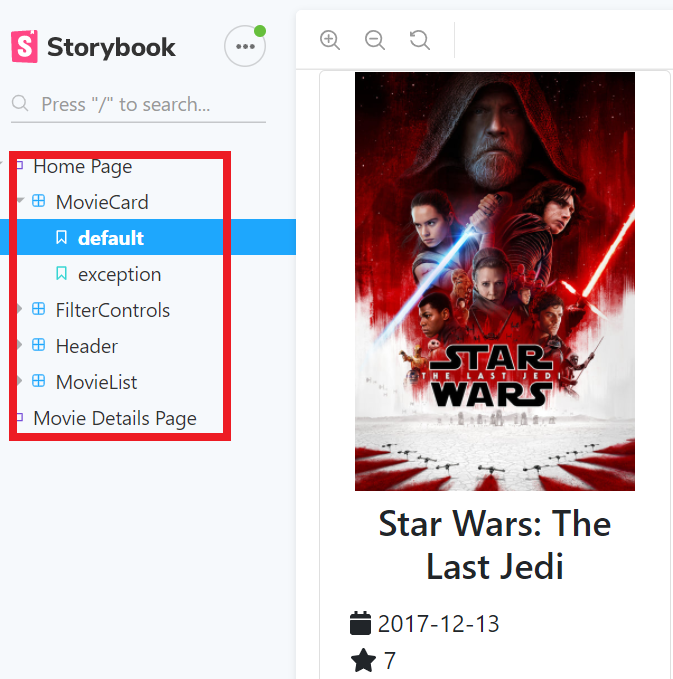 Storybook
Press "/" to search...
Home Page
MovieCard
default
exception
FilterControls
Header
MovieList
Movie Details Page
STAR
THE LAST JEDI
WARS
Star Wars: The
Last Jedi
2017-12-13
7